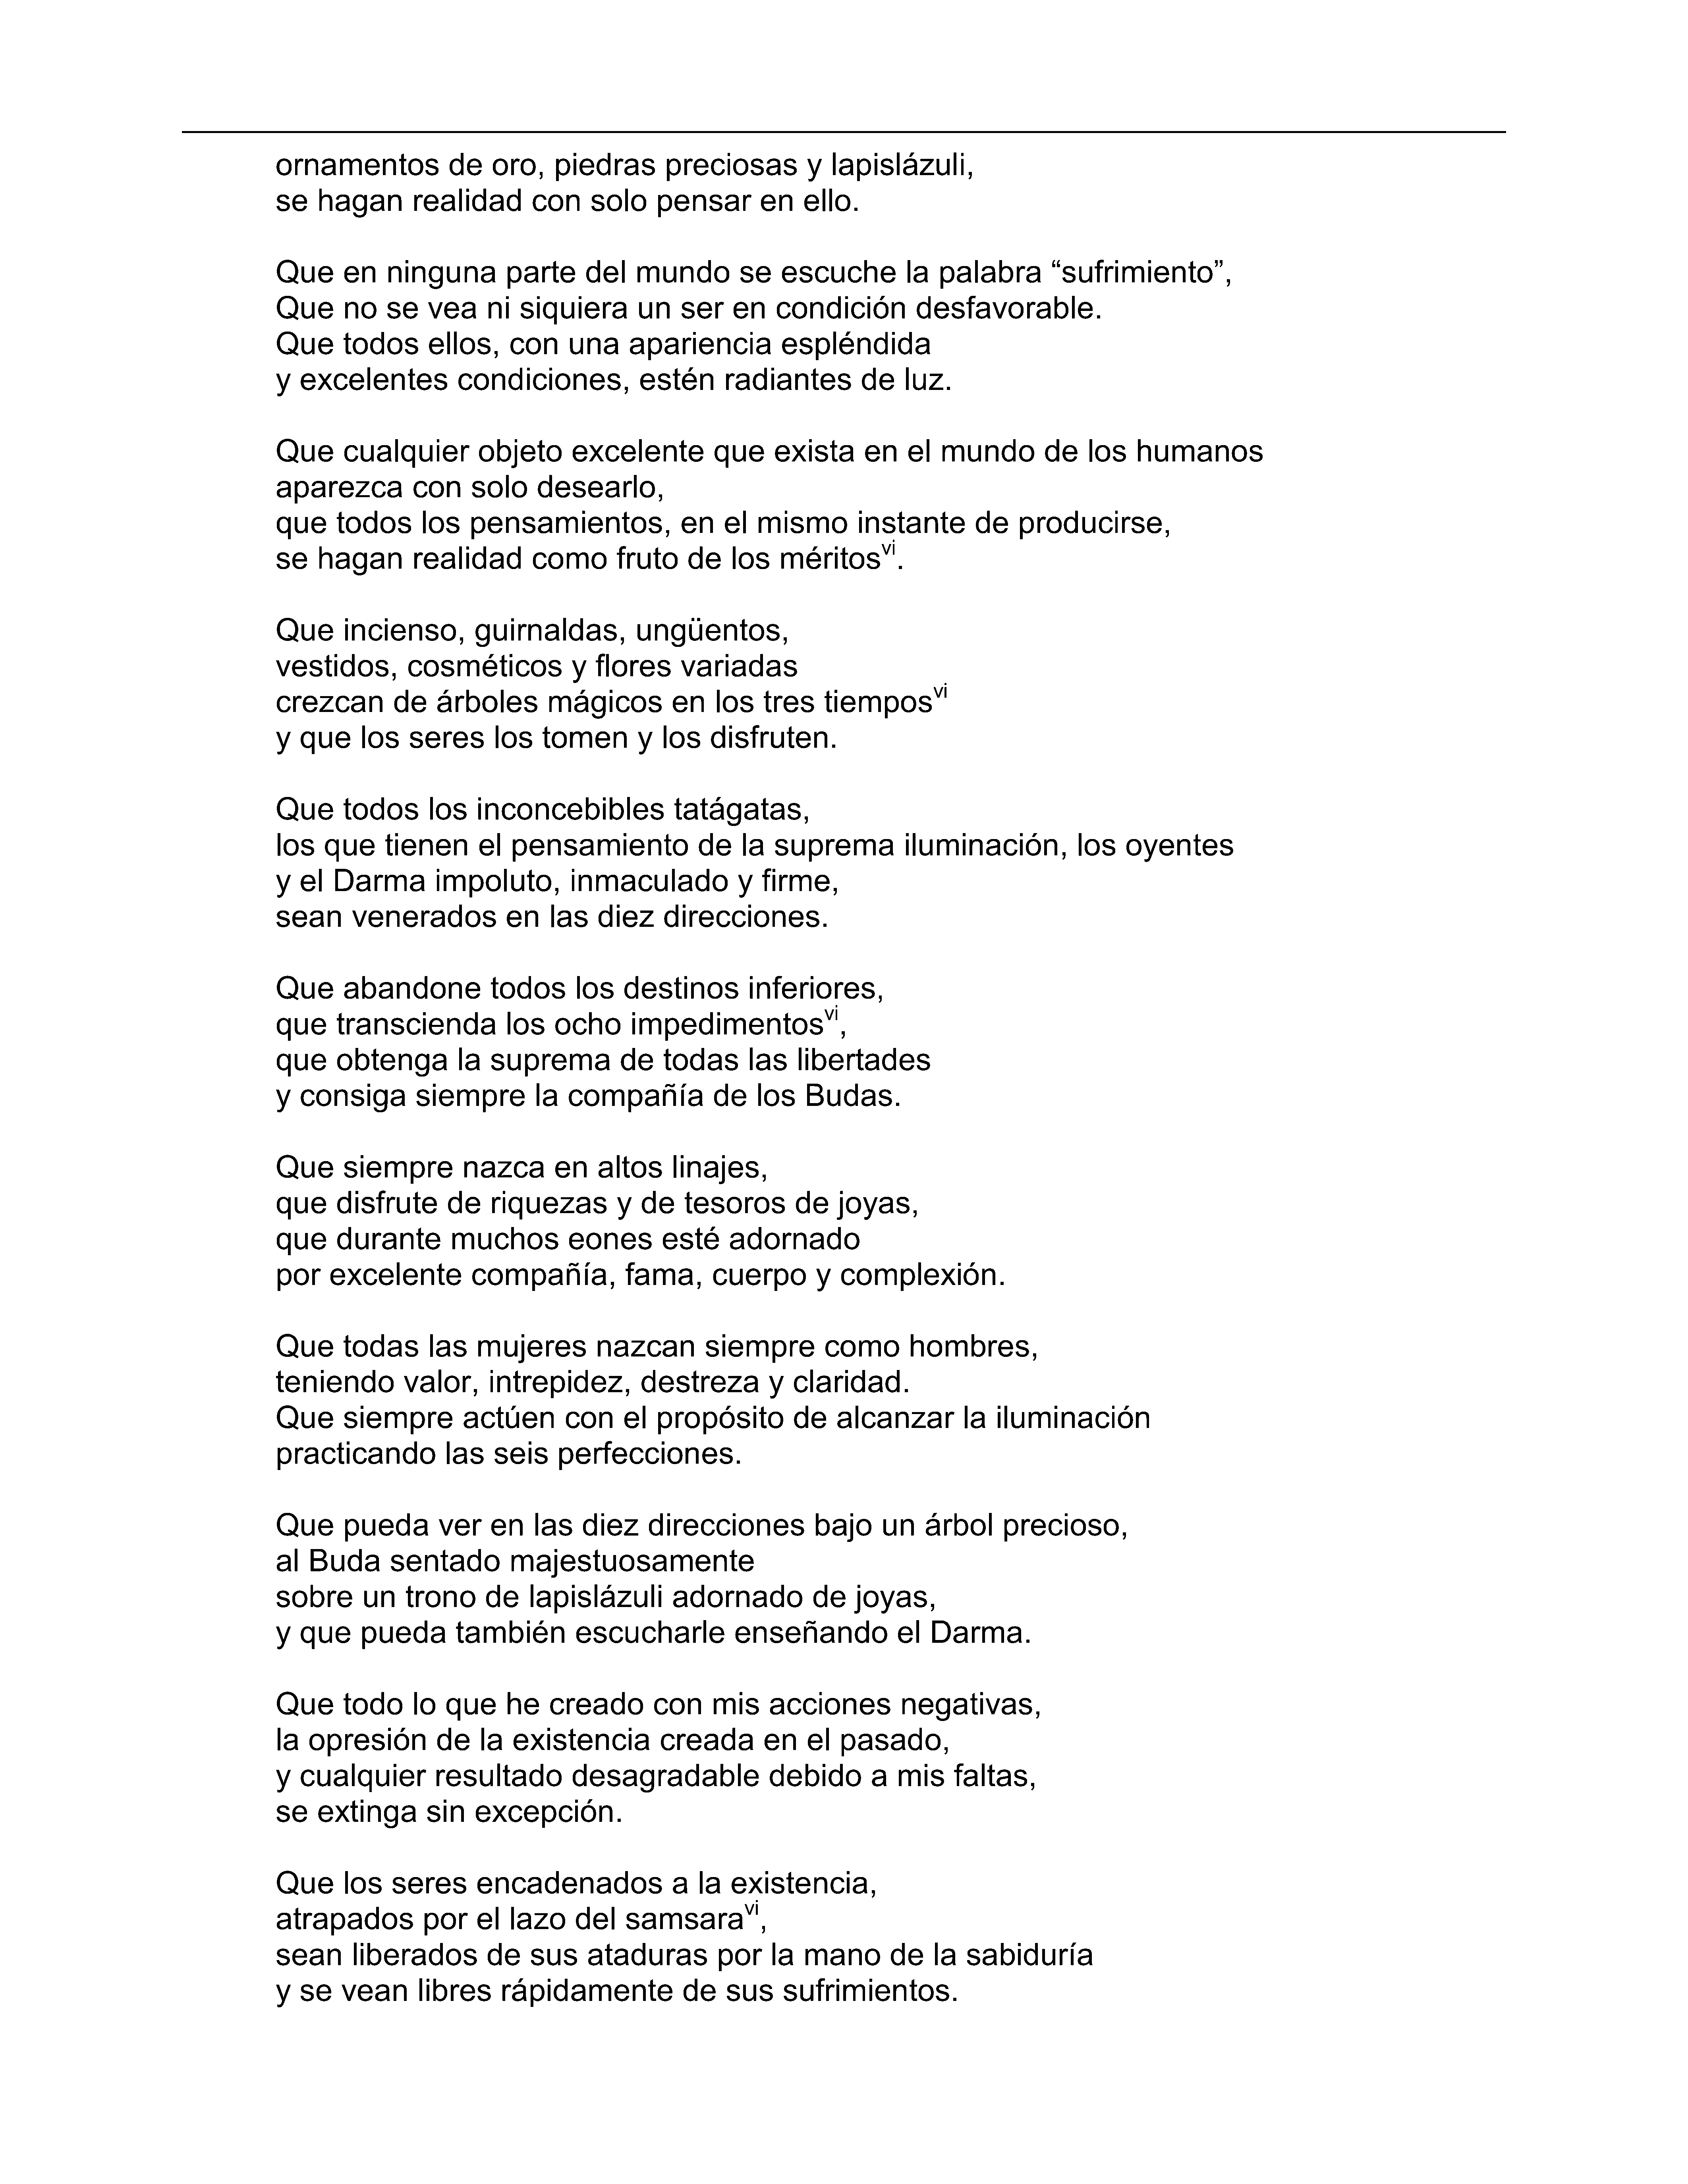 ornamentos de oro, piedras preciosas y lapislázuli,
se hagan realidad con solo pensar en ello.
Que en ninguna parte del mundo se escuche la palabra “sufrimiento”,
Que no se vea ni siquiera un ser en condición desfavorable.
Que todos ellos, con una apariencia espléndida
y excelentes condiciones, estén radiantes de luz.
Que cualquier objeto excelente que exista en el mundo de los humanos
aparezca con solo desearlo,
que todos los pensamientos, en el mismo instante de producirse,
se hagan realidad como fruto de los méritosvi.
Que incienso, guirnaldas, ungüentos,
vestidos, cosméticos y flores variadas
crezcan de árboles mágicos en los tres tiemposvi
y que los seres los tomen y los disfruten.
Que todos los inconcebibles tatágatas,
los que tienen el pensamiento de la suprema iluminación, los oyentes
y el Darma impoluto, inmaculado y firme,
sean venerados en las diez direcciones.
Que abandone todos los destinos inferiores,
que transcienda los ocho impedimentosvi,
que obtenga la suprema de todas las libertades
y consiga siempre la compañía de los Budas.
Que siempre nazca en altos linajes,
que disfrute de riquezas y de tesoros de joyas,
que durante muchos eones esté adornado
por excelente compañía, fama, cuerpo y complexión.
Que todas las mujeres nazcan siempre como hombres,
teniendo valor, intrepidez, destreza y claridad.
Que siempre actúen con el propósito de alcanzar la iluminación
practicando las seis perfecciones.
Que pueda ver en las diez direcciones bajo un árbol precioso,
al Buda sentado majestuosamente
sobre un trono de lapislázuli adornado de joyas,
y que pueda también escucharle enseñando el Darma.
Que todo lo que he creado con mis acciones negativas,
la opresión de la existencia creada en el pasado,
y cualquier resultado desagradable debido a mis faltas,
se extinga sin excepción.
Que los seres encadenados a la existencia,
atrapados por el lazo del samsaravi,
sean liberados de sus ataduras por la mano de la sabiduría
y se vean libres rápidamente de sus sufrimientos.